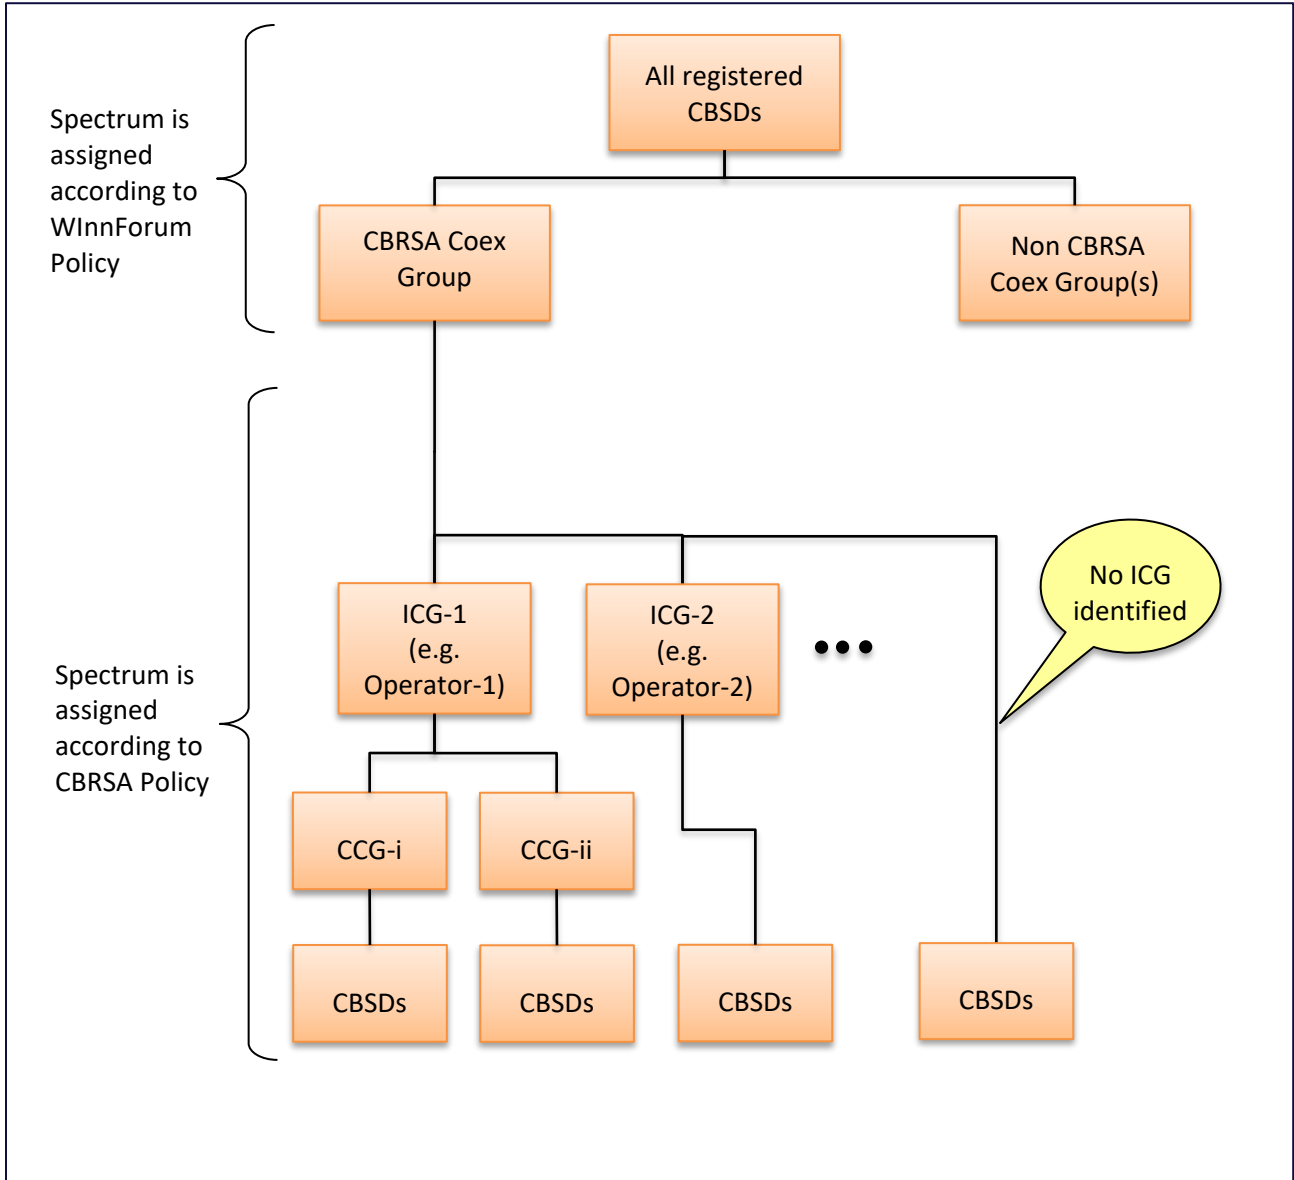 All registered
CBSDs
Spectrum is
assigned
according to
WInnForum
Policy
CBRSA Coex
Group
Non CBRSA
Coex Group(s)
No ICG
identified
ICG-1
(e.g.
Operator-1)
ICG-2
(e.g.
Operator-2)
Spectrum is
assigned
according to
CBRSA Policy
CCG-i
CCG-ii
CBSDs
CBSDs
CBSDs
CBSDs